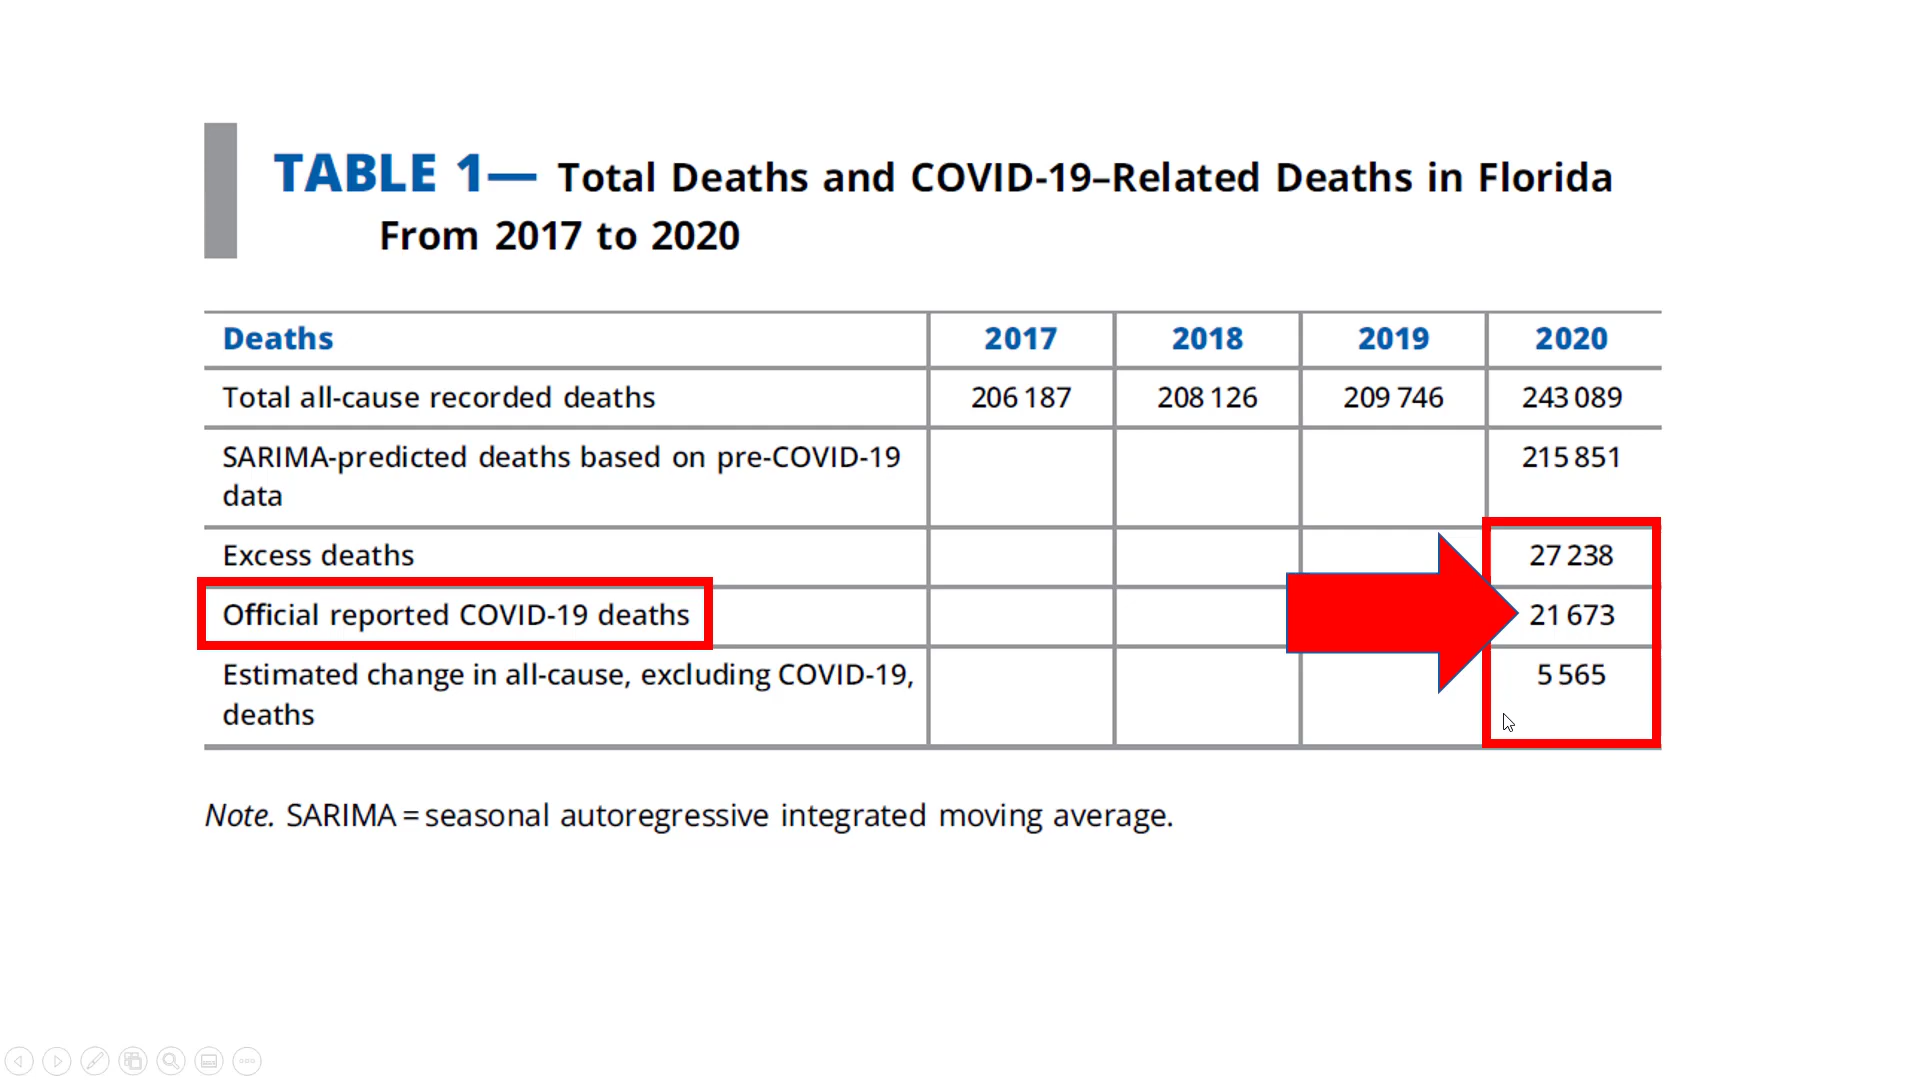 TABLE 1— Total Deaths and COVID-19–Related Deaths in Florida
From 2017 to 2020
Deaths 2017 2018 2019 2020
Total all-cause recorded deaths 206 187 208 126 209 746 243 089
SARIMA-predicted deaths based on pre-COVID-19 215 851
data
Excess deaths 27 238
Official reported COVID-19 deaths 21 673
Estimated change in all-cause, excluding COVID-19, 5 565
deaths
Note. SARIMA = seasonal autoregressive integrated moving average.